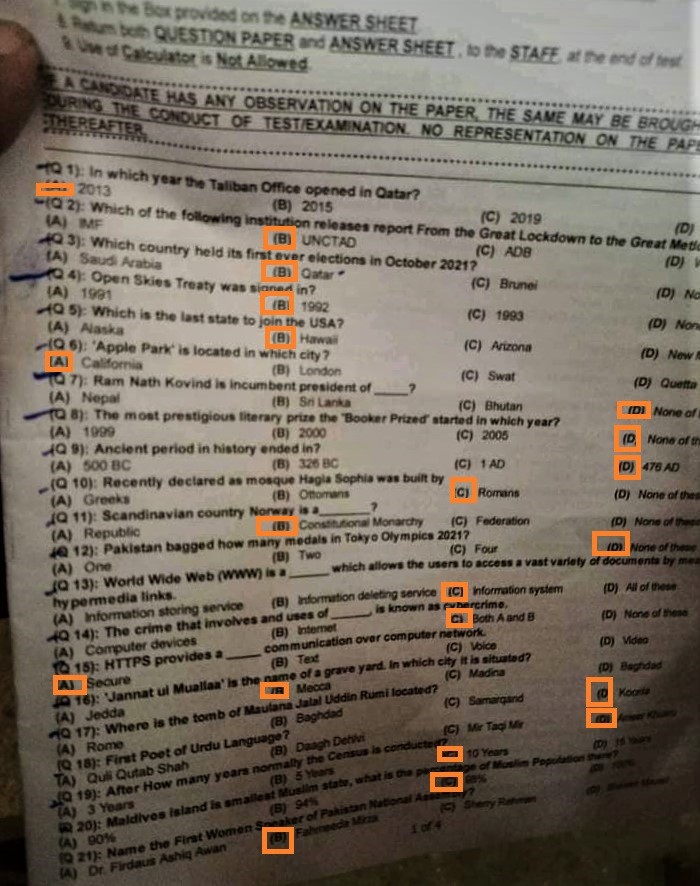 7. Sign in the Box provided on the ANSWER SHEET
8. Return both QUESTION PAPER and ANSWER SHEET, to the STAFF, at the end of test.
9. Use of Calculator is Not Allowed.
A CANDIDATE HAS ANY OBSERVATION ON THE PAPER, THE SAME MAY BE BROUGH
DURING THE CONDUCT OF TEST/EXAMINATION. NO REPRESENTATION ON THE PAPE
THEREAFTER.
(Q 1): In which year the Taliban Office opened in Qatar?
2013 (B) 2015 (C) 2019 (D)
(Q 2): Which of the following institution releases report From the Great Lockdown to the Great
(A) IMF (B) UNCTAD (C) ADB (D)
(Q 3): Which country held its first ever elections in October 2021?
(A) Saudi Arabia (B) Qatar (C) Brunei (D) No
(Q 4): Open Skies Treaty was signed in?
(A) 1991 (B) 1992 (C) 1993 (D) Non
(Q 5): Which is the last state to join the USA?
(A) Alaska (B) Hawaii (C) Arizona (D) New
(Q 6): 'Apple Park' is located in which city?
(A) California (B) London (C) Swat (D) Quetta
(Q 7): Ram Nath Kovind is incumbent president of _____?
(A) Nepal (B) Sri Lanka (C) Bhutan (D) None of
(Q 8): The most prestigious literary prize the 'Booker Prized' started in which year?
(A) 1999 (B) 2000 (C) 2005 (D) None of th
(Q 9): Ancient period in history ended in?
(A) 500 BC (B) 326 BC (C) 1 AD (D) 476 AD
(Q 10): Recently declared as mosque Hagia Sophia was built by
(A) Greeks (B) Ottomans (C) Romans (D) None of thes
(Q 11): Scandinavian country Norway is a_______?
(A) Republic (B) Constitutional Monarchy (C) Federation (D) None of these
(Q 12): Pakistan bagged how many medals in Tokyo Olympics 2021?
(A) One (B) Two (C) Four (D) None of these
(Q 13): World Wide Web (WWW) is a _____ which allows the users to access a vast variety of documents by mea
hypermedia links.
(A) Information storing service (B) Information deleting service (C) Information system (D) All of these
(Q 14): The crime that involves and uses of _____, is known as cybercrime.
(A) Computer devices (B) Internet (C) Both A and B (D) None of these
(Q 15): HTTPS provides a _____ communication over computer network.
(A) Secure (B) Text (C) Voice (D) Video
(Q 16): 'Jannat ul Muallaa' is the name of a grave yard. In which city it is situated?
(A) Jedda (B) Mecca (C) Madina (D) Baghdad
(Q 17): Where is the tomb of Maulana Jalal Uddin Rumi located?
(A) Rome (B) Baghdad (C) Samarqand (D) Koonia
(Q 18): First Poet of Urdu Language?
(A) Quli Qutab Shah (B) Daagh Dehlvi (C) Mir Taqi Mir (D)
(Q 19): After How many years normally the Census is conducted?
(A) 3 Years (B) 5 Years 10 Years (D) 15 Years
(Q 20): Maldives Island is smallest Muslim state, what is the percentage of Muslim Population there?
(A) 90% (B) 94% (C) 98% (D) 100%
(Q 21): Name the First Women Speaker of Pakistan National Assembly?
(A) Dr. Firdaus Ashiq Awan (B) Fahmeeda Mirza (C) Sherry Rehman (D)
1 of 4